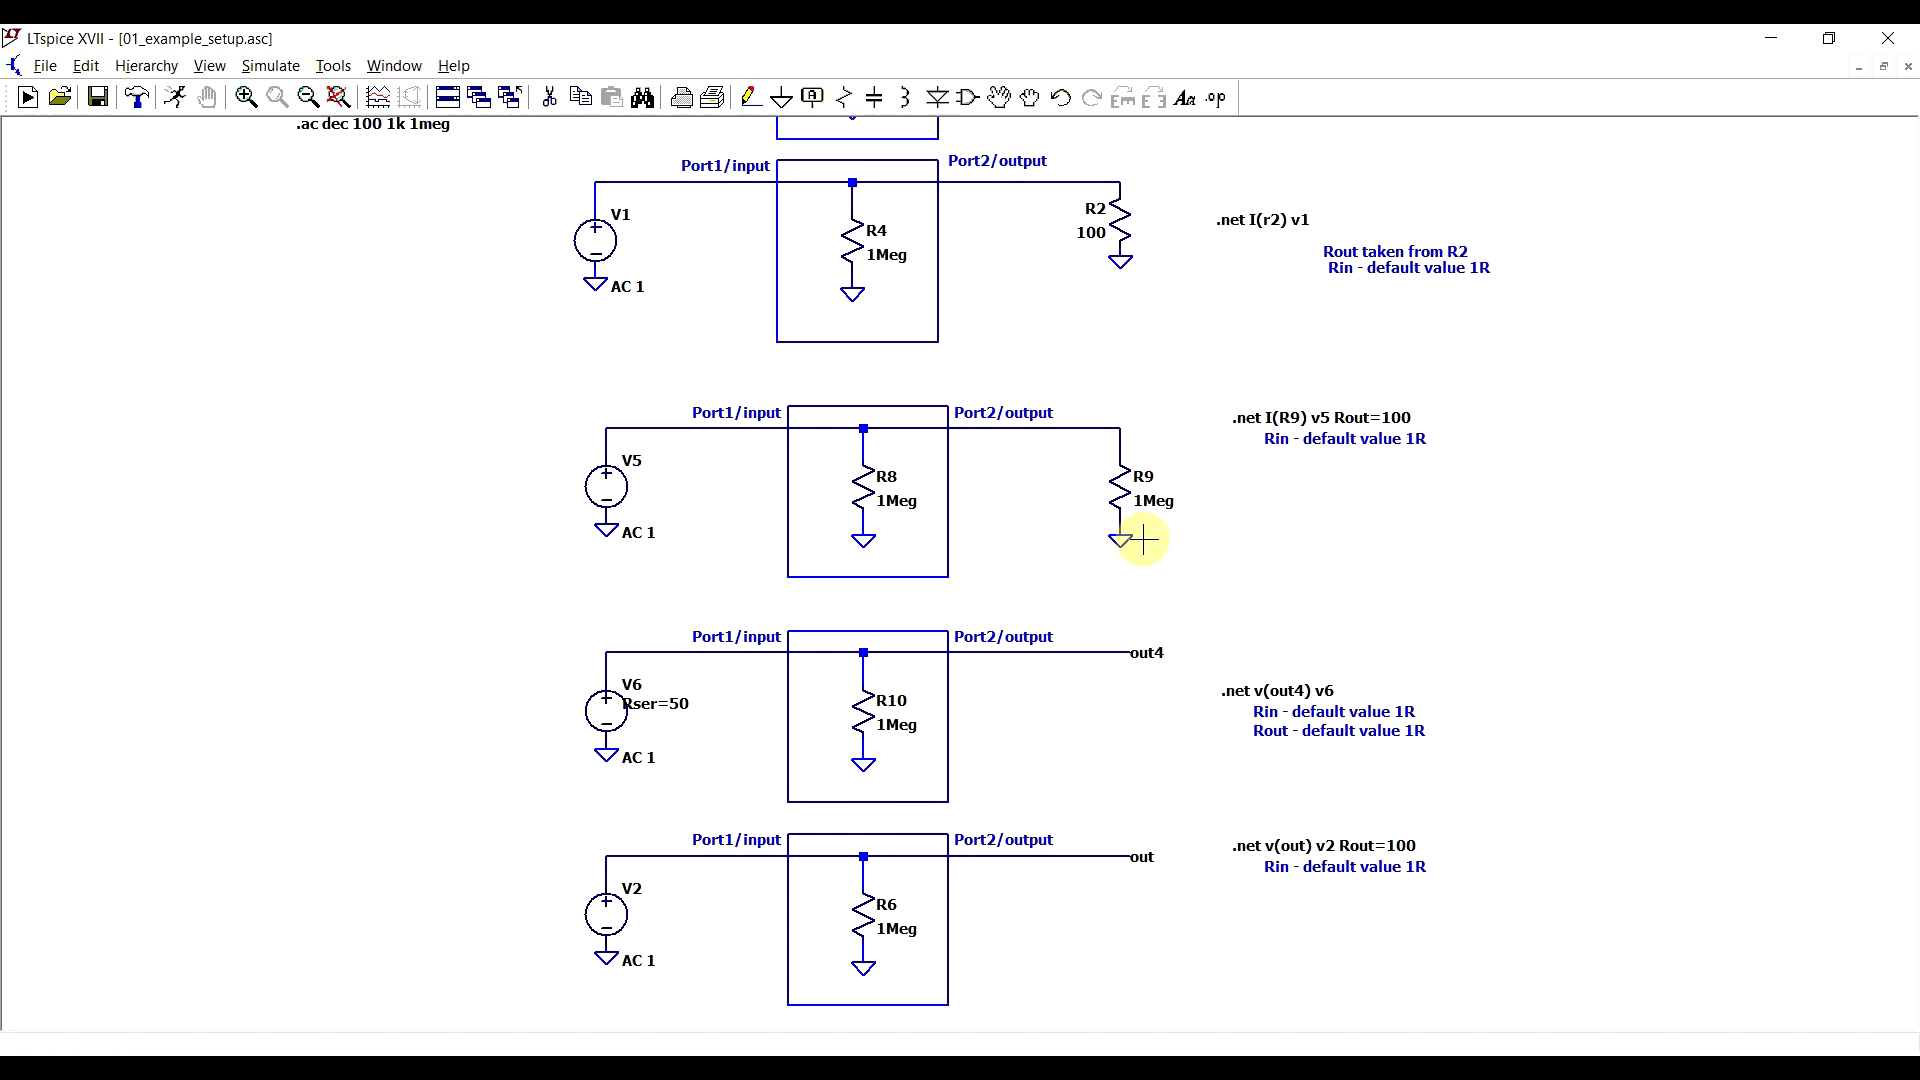 LTspice XVII - [01_example_setup.asc]
File Edit Hierarchy View Simulate Tools Window Help
.ac dec 100 1k 1meg
Port1/input
Port2/output
V1
AC 1
R4
1Meg
R2
100
.net I(r2) v1
Rout taken from R2
Rin - default value 1R
Port1/input
Port2/output
V5
AC 1
R8
1Meg
R9
1Meg
.net I(R9) v5 Rout=100
Rin - default value 1R
Port1/input
Port2/output
V6
Rser=50
AC 1
R10
1Meg
out4
.net v(out4) v6
Rin - default value 1R
Rout - default value 1R
Port1/input
Port2/output
V2
AC 1
R6
1Meg
out
.net v(out) v2 Rout=100
Rin - default value 1R